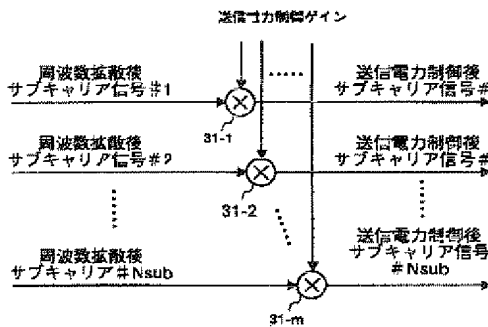 送信電力制御ゲイン
周波数拡散後
サブキャリア信号#1
送信電力制御後
サブキャリア信号#
31-1
周波数拡散後
サブキャリア信号#2
送信電力制御後
サブキャリア信号#
31-2
周波数拡散後
サブキャリア#Nsub
送信電力制御後
サブキャリア信号
#Nsub
31-m